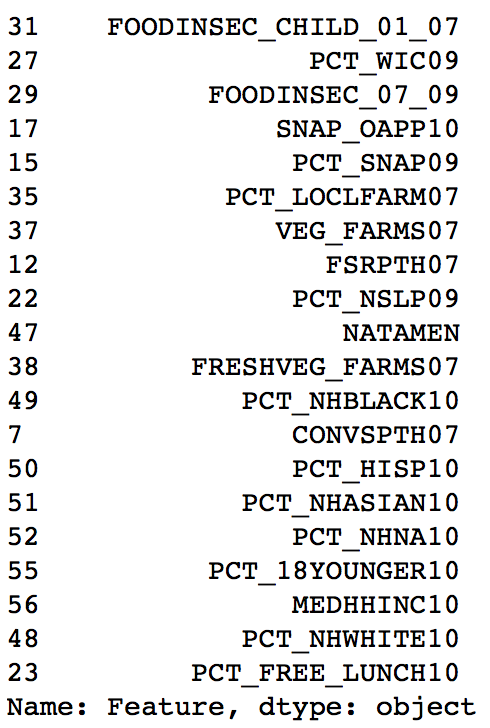 31 FOODINSEC_CHILD_01_07
27 PCT_WIC09
29 FOODINSEC_07_09
17 SNAP_OAPP10
15 PCT_SNAP09
35 PCT_LOCLFARM07
37 VEG_FARMS07
12 FSRPTH07
22 PCT_NSLP09
47 NATAMEN
38 FRESHVEG_FARMS07
49 PCT_NHBLACK10
7 CONVSPTH07
50 PCT_HISP10
51 PCT_NHASIAN10
52 PCT_NHNA10
55 PCT_18YOUNGER10
56 MEDHHINC10
48 PCT_NHWHITE10
23 PCT_FREE_LUNCH10
Name: Feature, dtype: object